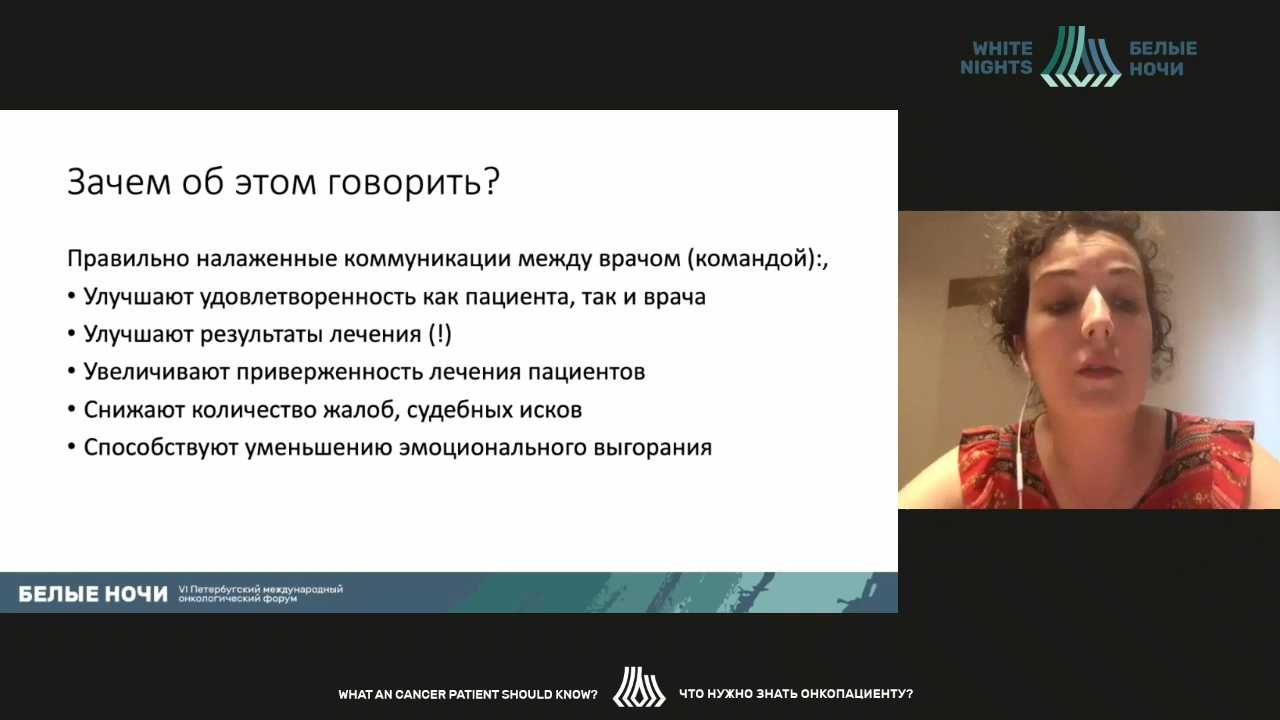 WHITE
NIGHTS
БЕЛЫЕ
НОЧИ
Зачем об этом говорить?
Правильно налаженные коммуникации между врачом (командой):,
• Улучшают удовлетворенность как пациента, так и врача
• Улучшают результаты лечения (!)
• Увеличивают приверженность лечения пациентов
• Снижают количество жалоб, судебных исков
• Способствуют уменьшению эмоционального выгорания
БЕЛЫЕ НОЧИ
VI Петербугский международный
онкологический форум
WHAT AN CANCER PATIENT SHOULD KNOW?
ЧТО НУЖНО ЗНАТЬ ОНКОПАЦИЕНТУ?